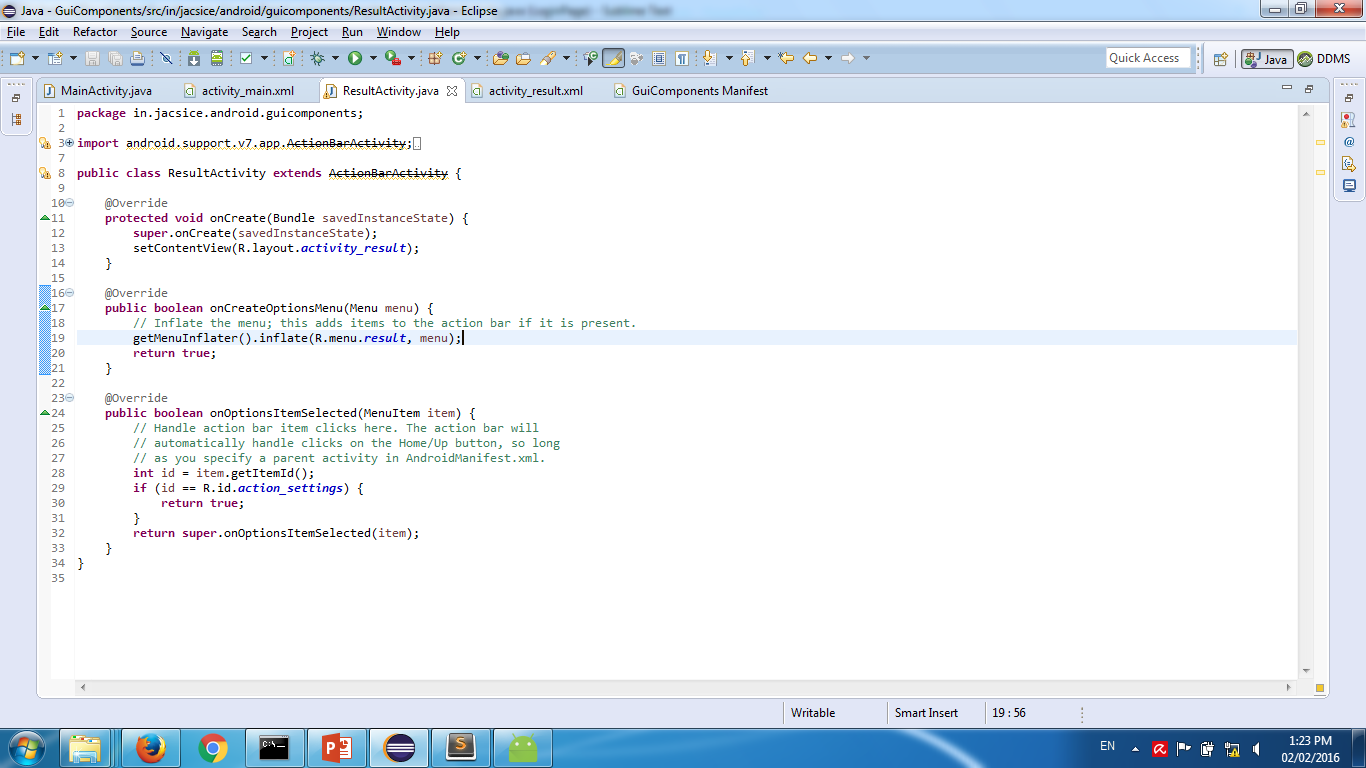 Java - GuiComponents/src/in/jacsice/android/guicomponents/ResultActivity.java - Eclipse
File Edit Refactor Source Navigate Search Project Run Window Help
Quick Access Java DDMS
MainActivity.java activity_main.xml ResultActivity.java activity_result.xml GuiComponents Manifest
1 package in.jacsice.android.guicomponents;
2
3 import android.support.v7.app.ActionBarActivity;
7
8 public class ResultActivity extends ActionBarActivity {
9
10 @Override
11 protected void onCreate(Bundle savedInstanceState) {
12 super.onCreate(savedInstanceState);
13 setContentView(R.layout.activity_result);
14 }
15
16 @Override
17 public boolean onCreateOptionsMenu(Menu menu) {
18 // Inflate the menu; this adds items to the action bar if it is present.
19 getMenuInflater().inflate(R.menu.result, menu);
20 return true;
21 }
22
23 @Override
24 public boolean onOptionsItemSelected(MenuItem item) {
25 // Handle action bar item clicks here. The action bar will
26 // automatically handle clicks on the Home/Up button, so long
27 // as you specify a parent activity in AndroidManifest.xml.
28 int id = item.getItemId();
29 if (id == R.id.action_settings) {
30 return true;
31 }
32 return super.onOptionsItemSelected(item);
33 }
34 }
35
Writable Smart Insert 19 : 56
EN 1:23 PM
02/02/2016